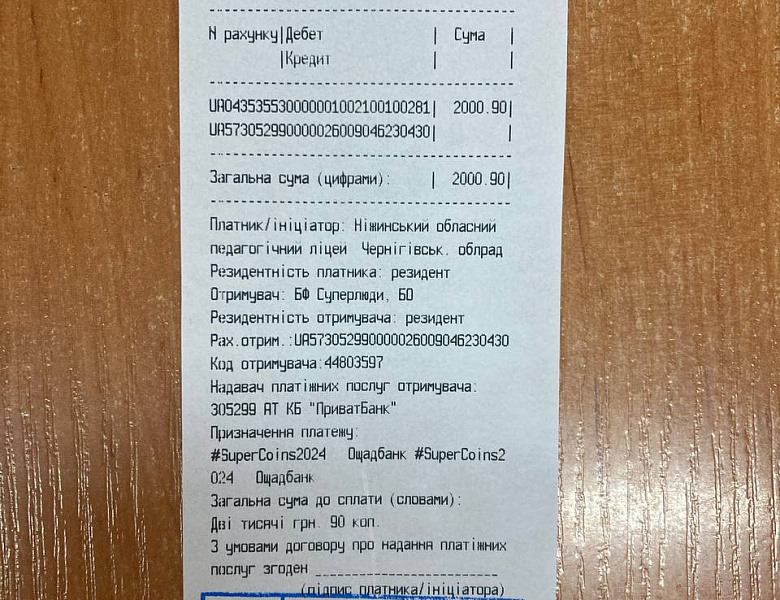 N рахунку|Дебет | Сума |
|Кредит | |
UA043535530000001002100100281| 2000.90|
UA573052990000026009046230430| |
Загальна сума (цифрами): | 2000.90|
Платник/ініціатор: Ніжинський обласний
педагогічний ліцей Чернігівськ. облрад
Резидентність платника: резидент
Отримувач: БФ Суперлюди, БО
Резидентність отримувача: резидент
Рах.отрим.:UA573052990000026009046230430
Код отримувача:44803597
Надавач платіжних послуг отримувача:
305299 АТ КБ "ПриватБанк"
Призначення платежу:
#SuperCoins2024 Ощадбанк #SuperCoins2
024 Ощадбанк
Загальна сума до сплати (словами):
Дві тисячі грн. 90 коп.
З умовами договору про надання платіжних
послуг згоден ____________________
(підпис платника/ініціатора)